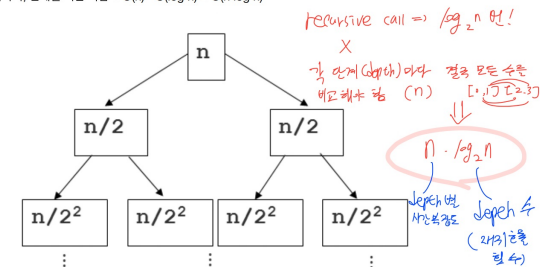 recursive call => log₂n 번!
X
각 단계(depth)마다 결국 모든 수를
비교해야 함 (n) [0,1] [2,3]
n · log₂n
depth별
시간복잡도
depth 수
(재귀호출
횟수)
n
n/2 n/2
n/2² n/2² n/2² n/2²
⋮ ⋮